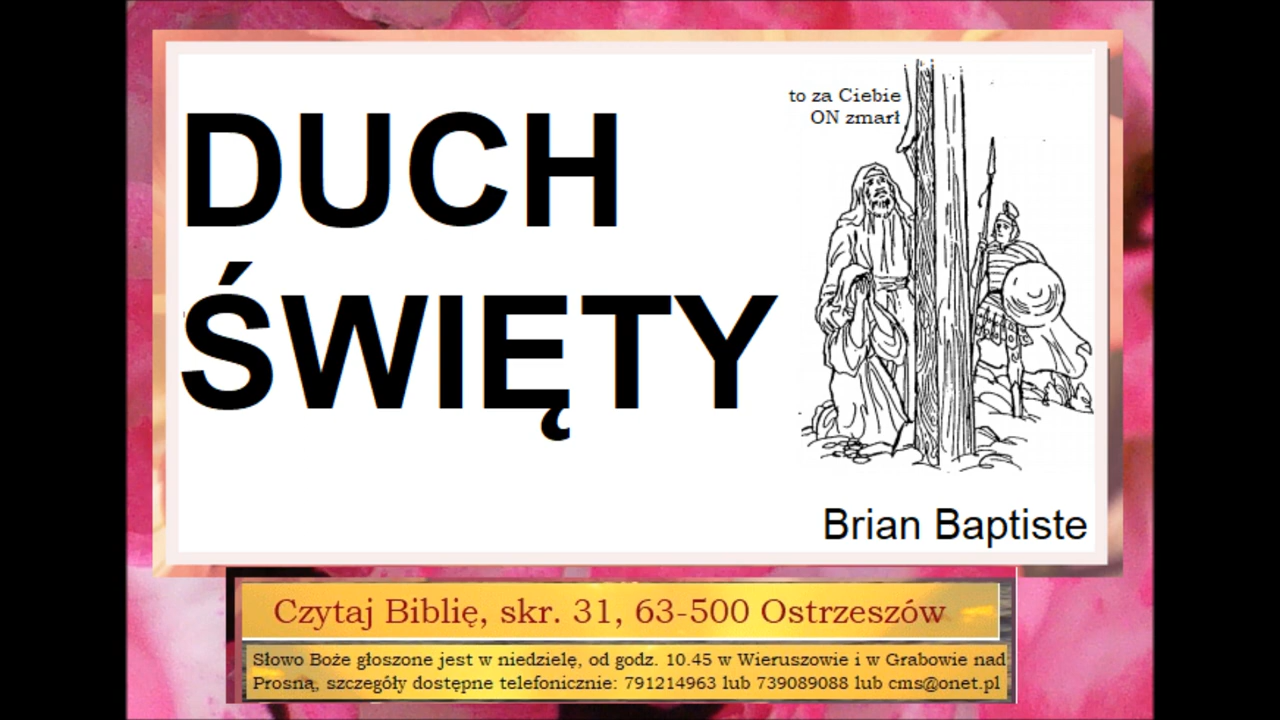 DUCH
ŚWIĘTY
to za Ciebie
ON zmarł
Brian Baptiste
Czytaj Biblię, skr. 31, 63-500 Ostrzeszów
Słowo Boże głoszone jest w niedzielę, od godz. 10.45 w Wieruszowie i w Grabowie nad
Prosną, szczegóły dostępne telefonicznie: 791214963 lub 739089088 lub cms@onet.pl